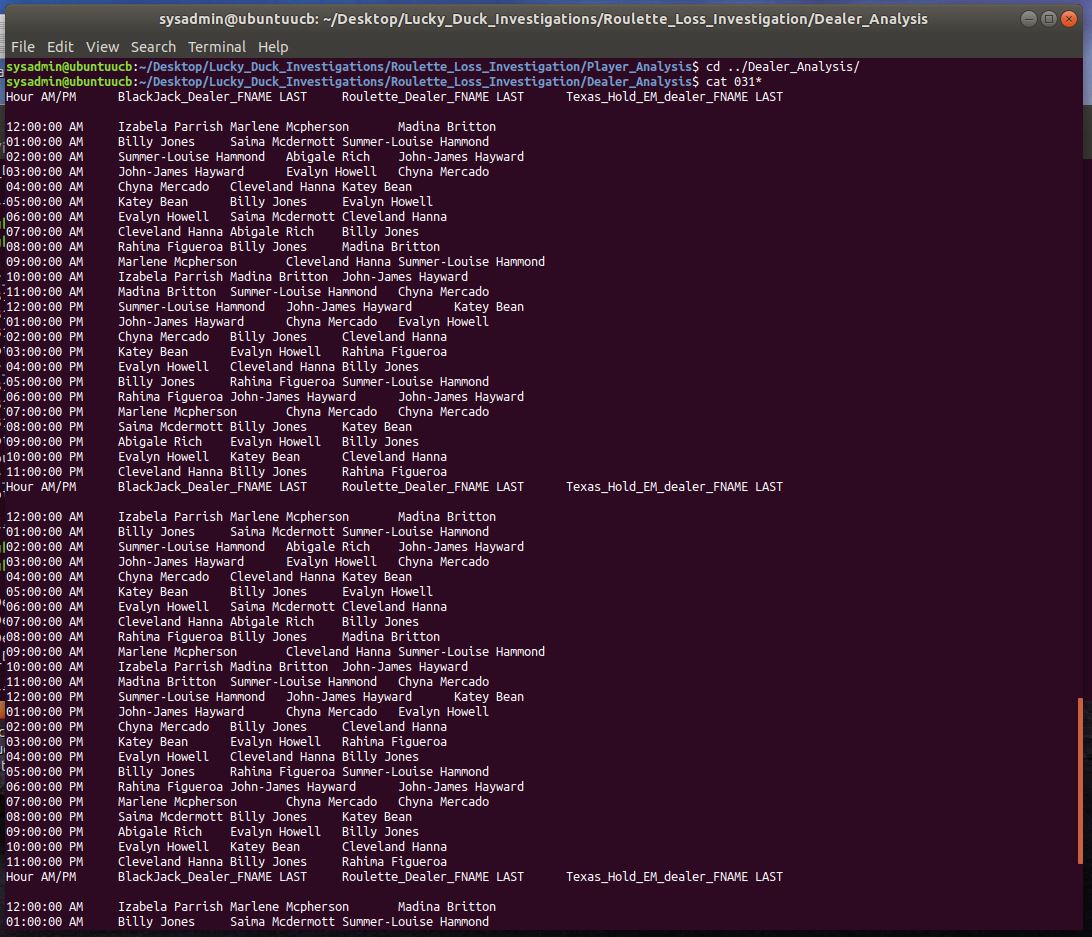 sysadmin@ubuntuucb: ~/Desktop/Lucky_Duck_Investigations/Roulette_Loss_Investigation/Dealer_Analysis
File Edit View Search Terminal Help
sysadmin@ubuntuucb:~/Desktop/Lucky_Duck_Investigations/Roulette_Loss_Investigation/Player_Analysis$ cd ../Dealer_Analysis/
sysadmin@ubuntuucb:~/Desktop/Lucky_Duck_Investigations/Roulette_Loss_Investigation/Dealer_Analysis$ cat 031*
Hour AM/PM BlackJack_Dealer_FNAME LAST Roulette_Dealer_FNAME LAST Texas_Hold_EM_dealer_FNAME LAST
12:00:00 AM Izabela Parrish Marlene Mcpherson Madina Britton
01:00:00 AM Billy Jones Saima Mcdermott Summer-Louise Hammond
02:00:00 AM Summer-Louise Hammond Abigale Rich John-James Hayward
03:00:00 AM John-James Hayward Evalyn Howell Chyna Mercado
04:00:00 AM Chyna Mercado Cleveland Hanna Katey Bean
05:00:00 AM Katey Bean Billy Jones Evalyn Howell
06:00:00 AM Evalyn Howell Saima Mcdermott Cleveland Hanna
07:00:00 AM Cleveland Hanna Abigale Rich Billy Jones
08:00:00 AM Rahima Figueroa Billy Jones Madina Britton
09:00:00 AM Marlene Mcpherson Cleveland Hanna Summer-Louise Hammond
10:00:00 AM Izabela Parrish Madina Britton John-James Hayward
11:00:00 AM Madina Britton Summer-Louise Hammond Chyna Mercado
12:00:00 PM Summer-Louise Hammond John-James Hayward Katey Bean
01:00:00 PM John-James Hayward Chyna Mercado Evalyn Howell
02:00:00 PM Chyna Mercado Billy Jones Cleveland Hanna
03:00:00 PM Katey Bean Evalyn Howell Rahima Figueroa
04:00:00 PM Evalyn Howell Cleveland Hanna Billy Jones
05:00:00 PM Billy Jones Rahima Figueroa Summer-Louise Hammond
06:00:00 PM Rahima Figueroa John-James Hayward John-James Hayward
07:00:00 PM Marlene Mcpherson Chyna Mercado Chyna Mercado
08:00:00 PM Saima Mcdermott Billy Jones Katey Bean
09:00:00 PM Abigale Rich Evalyn Howell Billy Jones
10:00:00 PM Evalyn Howell Katey Bean Cleveland Hanna
11:00:00 PM Cleveland Hanna Billy Jones Rahima Figueroa
Hour AM/PM BlackJack_Dealer_FNAME LAST Roulette_Dealer_FNAME LAST Texas_Hold_EM_dealer_FNAME LAST
12:00:00 AM Izabela Parrish Marlene Mcpherson Madina Britton
01:00:00 AM Billy Jones Saima Mcdermott Summer-Louise Hammond
02:00:00 AM Summer-Louise Hammond Abigale Rich John-James Hayward
03:00:00 AM John-James Hayward Evalyn Howell Chyna Mercado
04:00:00 AM Chyna Mercado Cleveland Hanna Katey Bean
05:00:00 AM Katey Bean Billy Jones Evalyn Howell
06:00:00 AM Evalyn Howell Saima Mcdermott Cleveland Hanna
07:00:00 AM Cleveland Hanna Abigale Rich Billy Jones
08:00:00 AM Rahima Figueroa Billy Jones Madina Britton
09:00:00 AM Marlene Mcpherson Cleveland Hanna Summer-Louise Hammond
10:00:00 AM Izabela Parrish Madina Britton John-James Hayward
11:00:00 AM Madina Britton Summer-Louise Hammond Chyna Mercado
12:00:00 PM Summer-Louise Hammond John-James Hayward Katey Bean
01:00:00 PM John-James Hayward Chyna Mercado Evalyn Howell
02:00:00 PM Chyna Mercado Billy Jones Cleveland Hanna
03:00:00 PM Katey Bean Evalyn Howell Rahima Figueroa
04:00:00 PM Evalyn Howell Cleveland Hanna Billy Jones
05:00:00 PM Billy Jones Rahima Figueroa Summer-Louise Hammond
06:00:00 PM Rahima Figueroa John-James Hayward John-James Hayward
07:00:00 PM Marlene Mcpherson Chyna Mercado Chyna Mercado
08:00:00 PM Saima Mcdermott Billy Jones Katey Bean
09:00:00 PM Abigale Rich Evalyn Howell Billy Jones
10:00:00 PM Evalyn Howell Katey Bean Cleveland Hanna
11:00:00 PM Cleveland Hanna Billy Jones Rahima Figueroa
Hour AM/PM BlackJack_Dealer_FNAME LAST Roulette_Dealer_FNAME LAST Texas_Hold_EM_dealer_FNAME LAST
12:00:00 AM Izabela Parrish Marlene Mcpherson Madina Britton
01:00:00 AM Billy Jones Saima Mcdermott Summer-Louise Hammond